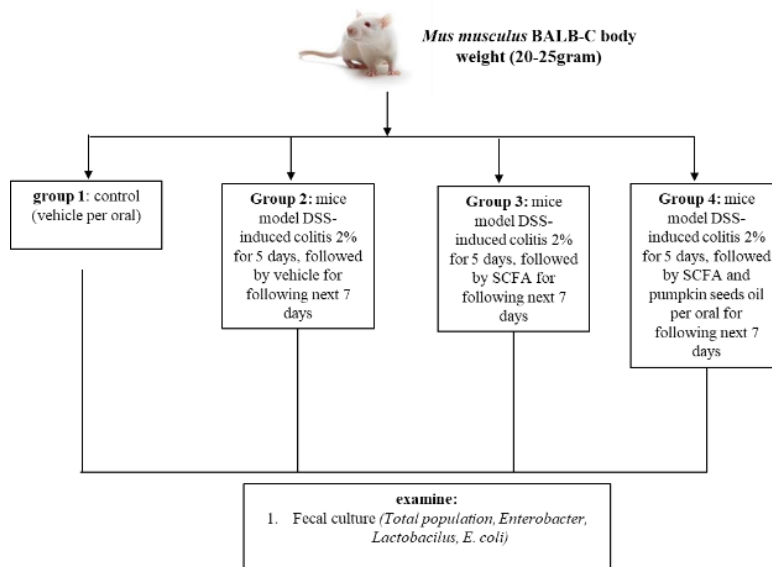 Mus musculus BALB-C body
weight (20-25gram)
group 1: control
(vehicle per oral)
Group 2: mice
model DSS-
induced colitis 2%
for 5 days, followed
by vehicle for
following next 7
days
Group 3: mice
model DSS-
induced colitis 2%
for 5 days, followed
by SCFA for
following next 7
days
Group 4: mice
model DSS-
induced colitis 2%
for 5 days, followed
by SCFA and
pumpkin seeds oil
per oral for
following next 7
days
examine:
1. Fecal culture (Total population, Enterobacter,
Lactobacilus, E. coli)